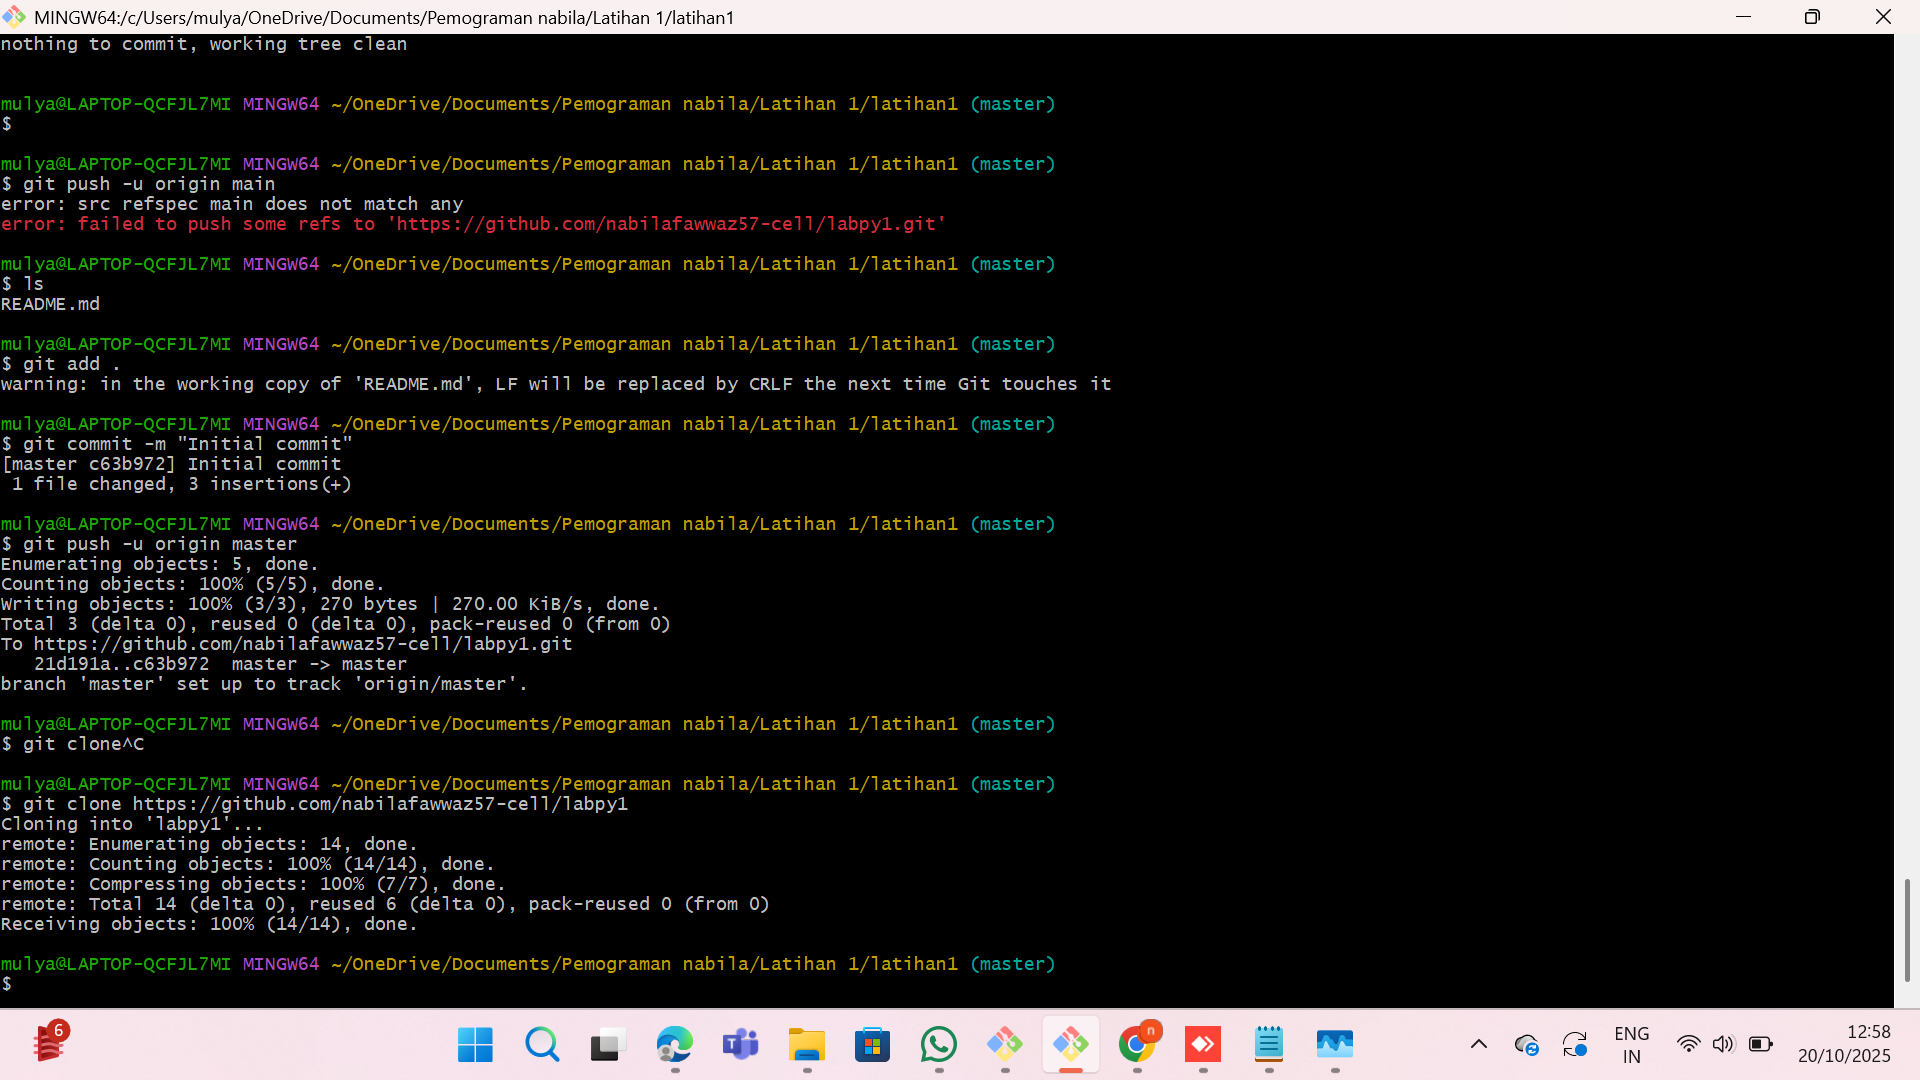 MINGW64:/c/Users/mulya/OneDrive/Documents/Pemograman nabila/Latihan 1/latihan1
nothing to commit, working tree clean
mulya@LAPTOP-QCFJL7MI MINGW64 ~/OneDrive/Documents/Pemograman nabila/Latihan 1/latihan1 (master)
$
mulya@LAPTOP-QCFJL7MI MINGW64 ~/OneDrive/Documents/Pemograman nabila/Latihan 1/latihan1 (master)
$ git push -u origin main
error: src refspec main does not match any
error: failed to push some refs to 'https://github.com/nabilafawwaz57-cell/labpy1.git'
mulya@LAPTOP-QCFJL7MI MINGW64 ~/OneDrive/Documents/Pemograman nabila/Latihan 1/latihan1 (master)
$ ls
README.md
mulya@LAPTOP-QCFJL7MI MINGW64 ~/OneDrive/Documents/Pemograman nabila/Latihan 1/latihan1 (master)
$ git add .
warning: in the working copy of 'README.md', LF will be replaced by CRLF the next time Git touches it
mulya@LAPTOP-QCFJL7MI MINGW64 ~/OneDrive/Documents/Pemograman nabila/Latihan 1/latihan1 (master)
$ git commit -m "Initial commit"
[master c63b972] Initial commit
 1 file changed, 3 insertions(+)
mulya@LAPTOP-QCFJL7MI MINGW64 ~/OneDrive/Documents/Pemograman nabila/Latihan 1/latihan1 (master)
$ git push -u origin master
Enumerating objects: 5, done.
Counting objects: 100% (5/5), done.
Writing objects: 100% (3/3), 270 bytes | 270.00 KiB/s, done.
Total 3 (delta 0), reused 0 (delta 0), pack-reused 0 (from 0)
To https://github.com/nabilafawwaz57-cell/labpy1.git
   21d191a..c63b972  master -> master
branch 'master' set up to track 'origin/master'.
mulya@LAPTOP-QCFJL7MI MINGW64 ~/OneDrive/Documents/Pemograman nabila/Latihan 1/latihan1 (master)
$ git clone^C
mulya@LAPTOP-QCFJL7MI MINGW64 ~/OneDrive/Documents/Pemograman nabila/Latihan 1/latihan1 (master)
$ git clone https://github.com/nabilafawwaz57-cell/labpy1
Cloning into 'labpy1'...
remote: Enumerating objects: 14, done.
remote: Counting objects: 100% (14/14), done.
remote: Compressing objects: 100% (7/7), done.
remote: Total 14 (delta 0), reused 6 (delta 0), pack-reused 0 (from 0)
Receiving objects: 100% (14/14), done.
mulya@LAPTOP-QCFJL7MI MINGW64 ~/OneDrive/Documents/Pemograman nabila/Latihan 1/latihan1 (master)
$
6
n
ENG
IN
12:58
20/10/2025